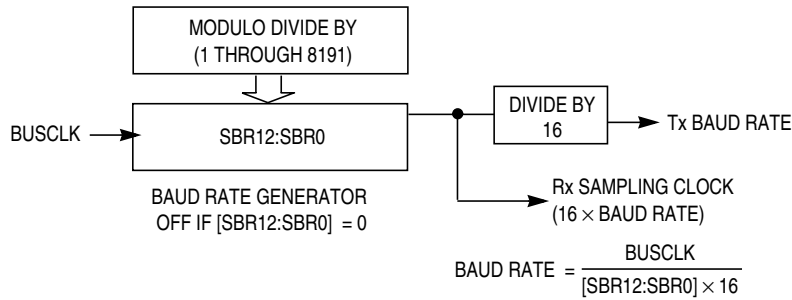 MODULO DIVIDE BY
(1 THROUGH 8191)
BUSCLK
SBR12:SBR0
DIVIDE BY
16
Tx BAUD RATE
BAUD RATE GENERATOR
OFF IF [SBR12:SBR0] = 0
Rx SAMPLING CLOCK
(16 × BAUD RATE)
BAUD RATE =
BUSCLK
[SBR12:SBR0] × 16